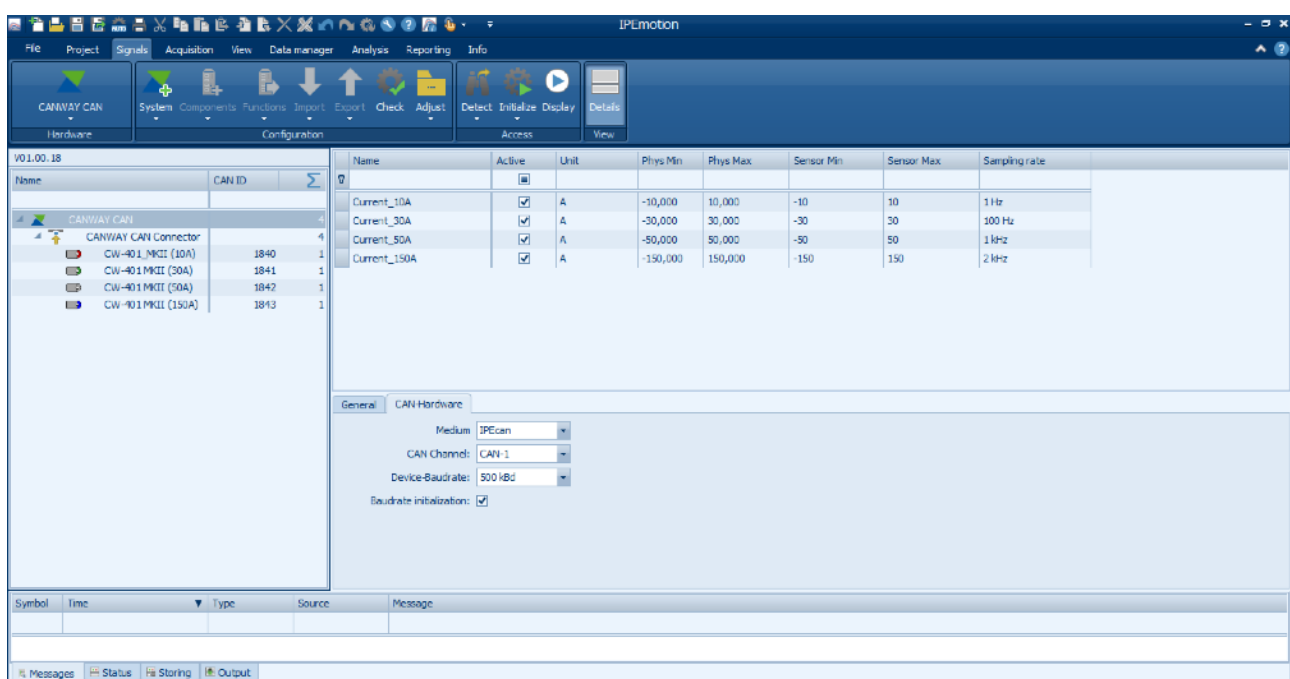 IPEmotion
File Project Signals Acquisition View Data manager Analysis Reporting Info
CANWAY CAN System Components Functions Import Export Check Adjust Detect Initialize Display Details
Hardware Configuration Access View
V01.00.18
Name CAN ID Σ
CANWAY CAN 4
CANWAY CAN Connector 4
CW-401_MKII (10A) 1840 1
CW-401 MKII (30A) 1841 1
CW-401 MKII (50A) 1842 1
CW-401 MKII (150A) 1843 1
Name Active Unit Phys Min Phys Max Sensor Min Sensor Max Sampling rate
Current_10A A -10,000 10,000 -10 10 1 Hz
Current_30A A -30,000 30,000 -30 30 100 Hz
Current_50A A -50,000 50,000 -50 50 1 kHz
Current_150A A -150,000 150,000 -150 150 2 kHz
General CAN-Hardware
Medium IPEcan
CAN Channel: CAN-1
Device-Baudrate: 500 kBd
Baudrate initialization:
Symbol Time Type Source Message
Messages Status Storing Output